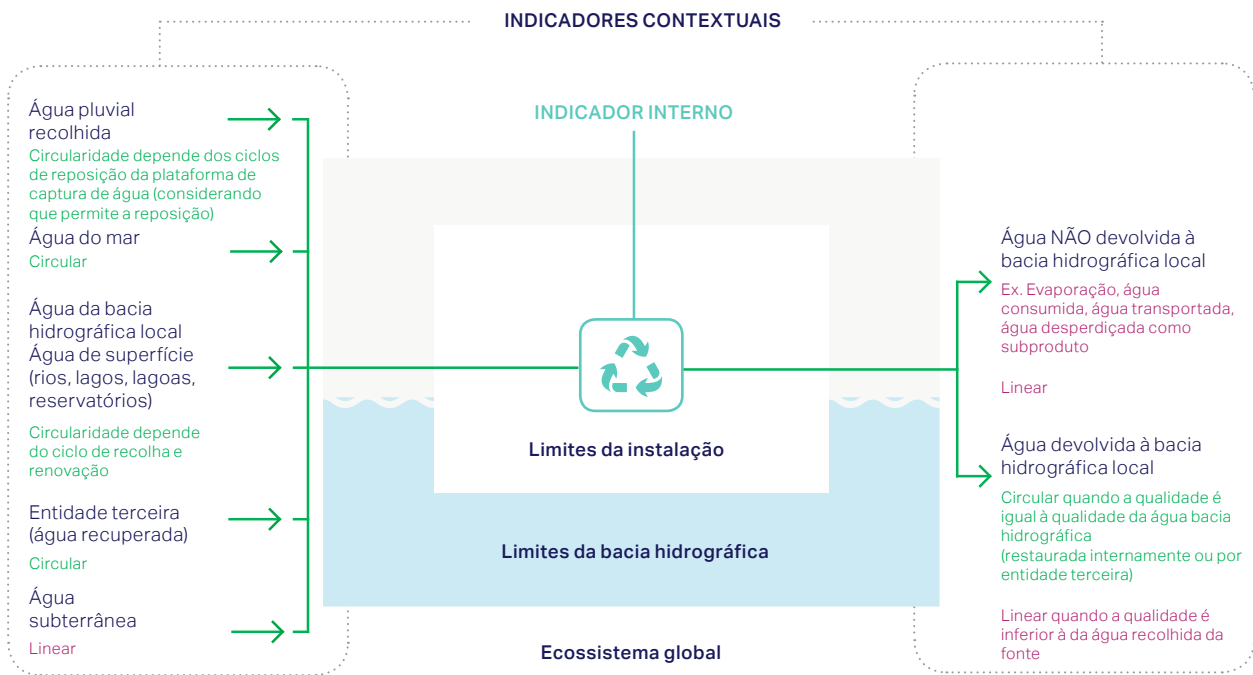 INDICADORES CONTEXTUAIS
Água pluvial
recolhida
Circularidade depende dos ciclos
de reposição da plataforma de
captura de água (considerando
que permite a reposição)
Água do mar
Circular
Água da bacia
hidrográfica local
Água de superfície
(rios, lagos, lagoas,
reservatórios)
Circularidade depende
do ciclo de recolha e
renovação
Entidade terceira
(água recuperada)
Circular
Água
subterrânea
Linear
INDICADOR INTERNO
Limites da instalação
Limites da bacia hidrográfica
Ecossistema global
Água NÃO devolvida à
bacia hidrográfica local
Ex. Evaporação, água
consumida, água transportada,
água desperdiçada como
subproduto
Linear
Água devolvida à bacia
hidrográfica local
Circular quando a qualidade é
igual à qualidade da água bacia
hidrográfica
(restaurada internamente ou por
entidade terceira)
Linear quando a qualidade é
inferior à da água recolhida da
fonte